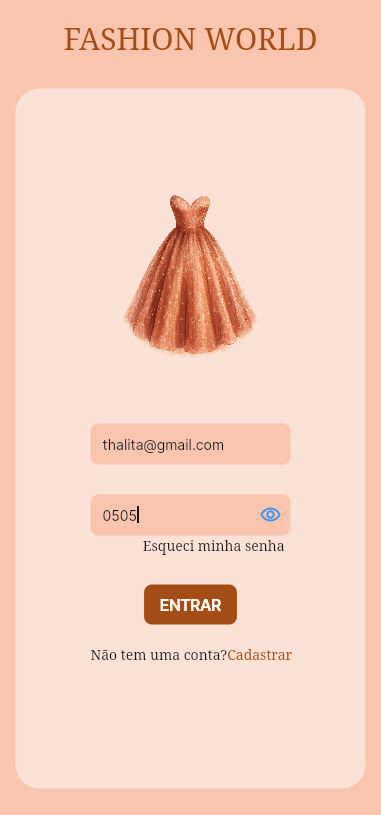 FASHION WORLD
thalita@gmail.com
0505
Esqueci minha senha
ENTRAR
Não tem uma conta?Cadastrar